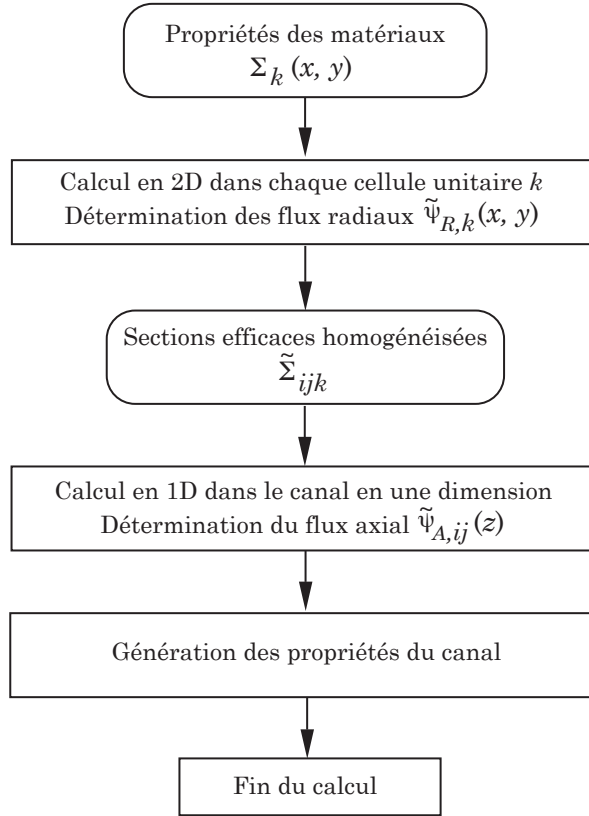 Propriétés des matériaux
Σk (x, y)
Calcul en 2D dans chaque cellule unitaire k
Détermination des flux radiaux ψ̃R,k(x, y)
Sections efficaces homogénéisées
Σ̃ijk
Calcul en 1D dans le canal en une dimension
Détermination du flux axial ψ̃A,ij(z)
Génération des propriétés du canal
Fin du calcul